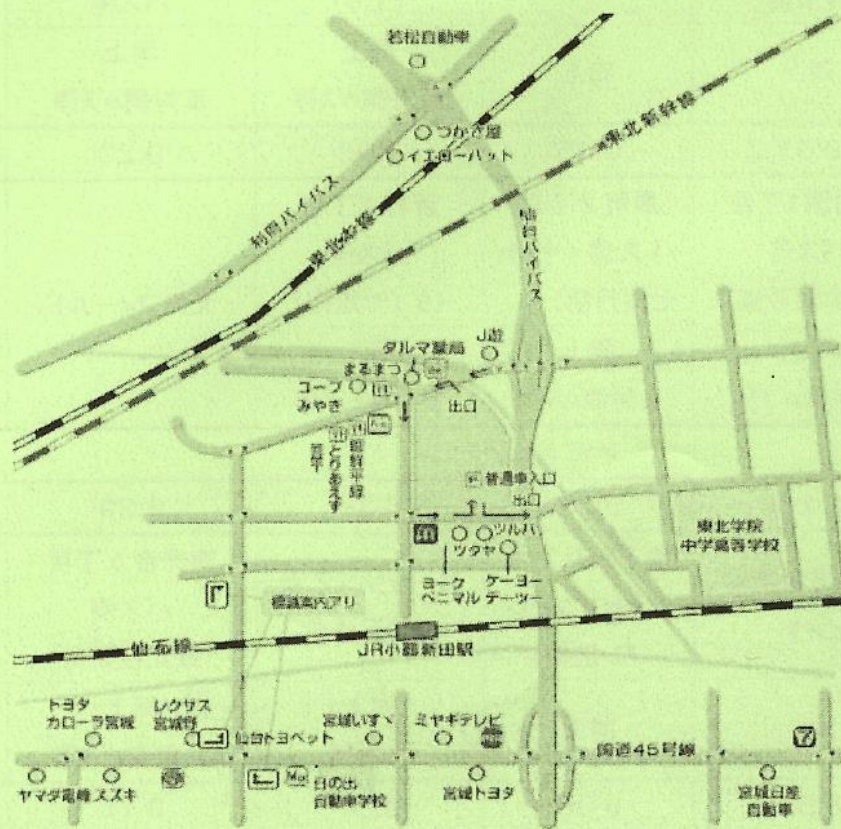 若松自動車
つかさ屋
イエローハット
東北新幹線
利府バイパス
東北本線
仙台バイパス
J遊
ダルマ薬局
まるまつ
コープ
みやぎ
出口
とりあえず
吾平
普通車入口
出口
ツルハ
ツタヤ
東北学院
中学高等学校
ヨーク
ベニマル
ケーヨー
デーツー
標識案内アリ
仙石線
JR小鶴新田駅
トヨタ
カローラ宮城
レクサス
宮城野
仙台トヨペット
宮城いすゞ
ミヤギテレビ
国道45号線
ヤマダ電機
スズキ
日の出
自動車学校
宮城トヨタ
宮城日産
自動車